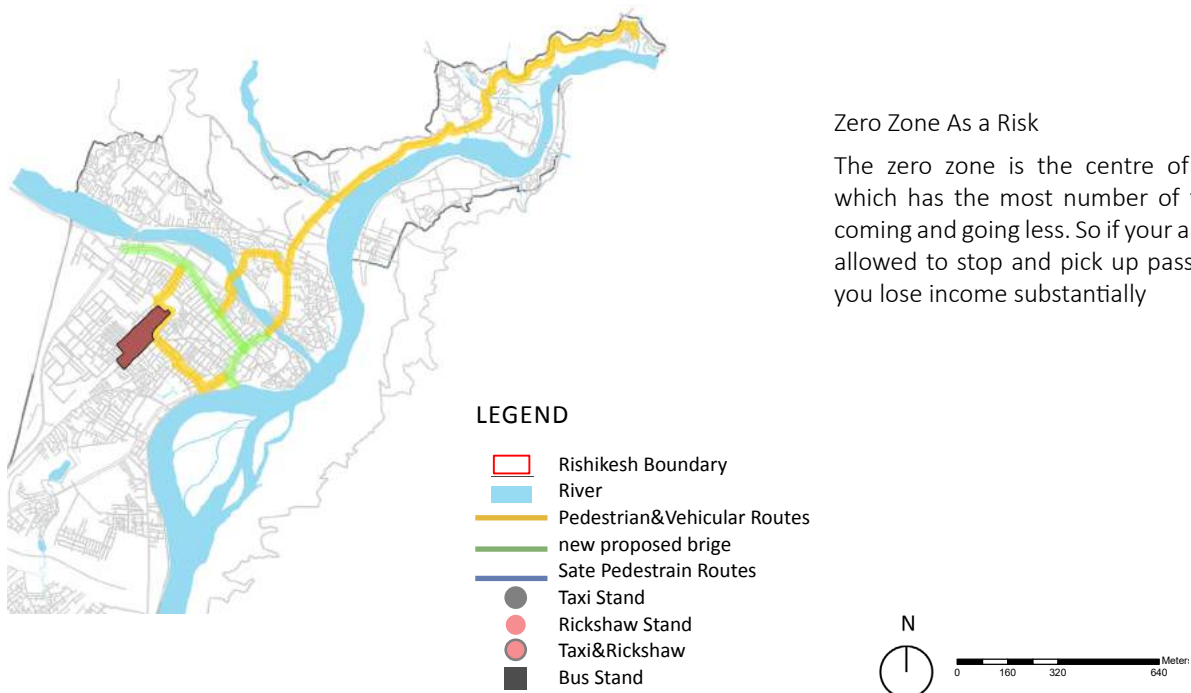 Zero Zone As a Risk
The zero zone is the centre of
which has the most number of
coming and going less. So if your a
allowed to stop and pick up pass
you lose income substantially
LEGEND
Rishikesh Boundary
River
Pedestrian&Vehicular Routes
new proposed brige
Sate Pedestrain Routes
Taxi Stand
Rickshaw Stand
Taxi&Rickshaw
Bus Stand
N
0 160 320 640 Meters